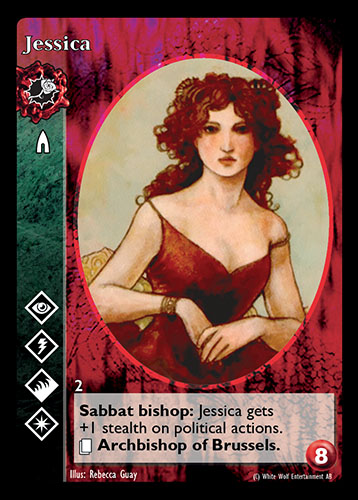 Jessica
2
Sabbat bishop: Jessica gets
+1 stealth on political actions.
Archbishop of Brussels.
8
Illus: Rebecca Guay
(C) White Wolf Entertainment AB